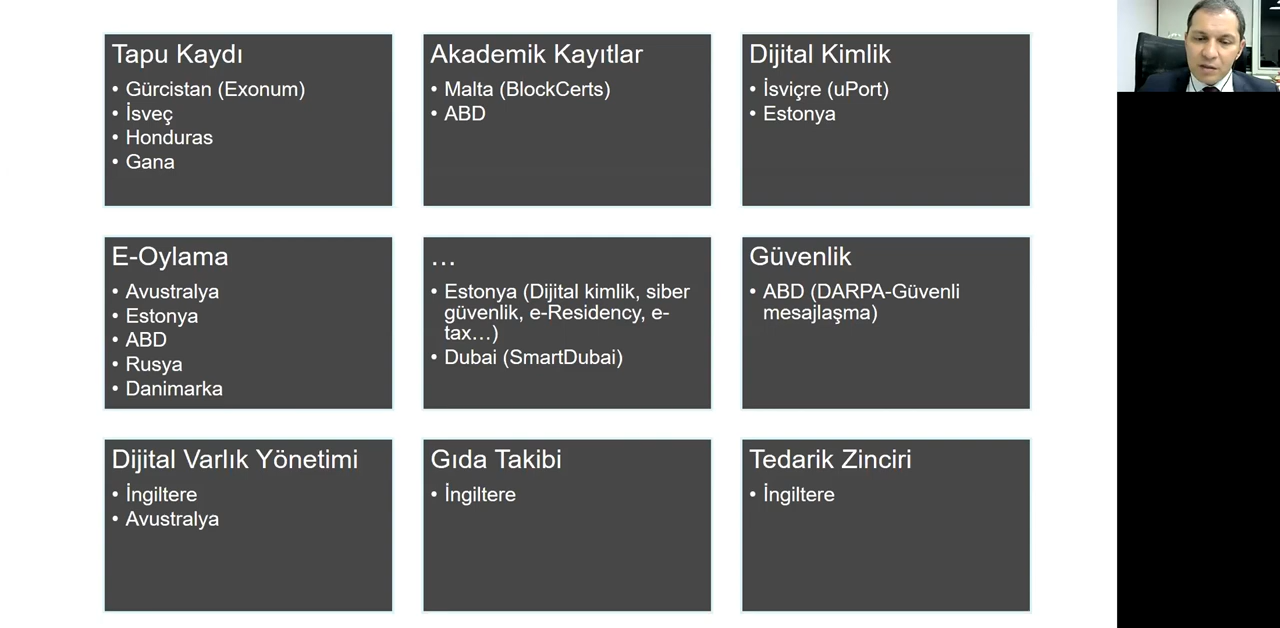 Tapu Kaydı
• Gürcistan (Exonum)
• İsveç
• Honduras
• Gana
Akademik Kayıtlar
• Malta (BlockCerts)
• ABD
Dijital Kimlik
• İsviçre (uPort)
• Estonya
E-Oylama
• Avustralya
• Estonya
• ABD
• Rusya
• Danimarka
...
• Estonya (Dijital kimlik, siber
güvenlik, e-Residency, e-
tax...)
• Dubai (SmartDubai)
Güvenlik
• ABD (DARPA-Güvenli
mesajlaşma)
Dijital Varlık Yönetimi
• İngiltere
• Avustralya
Gıda Takibi
• İngiltere
Tedarik Zinciri
• İngiltere